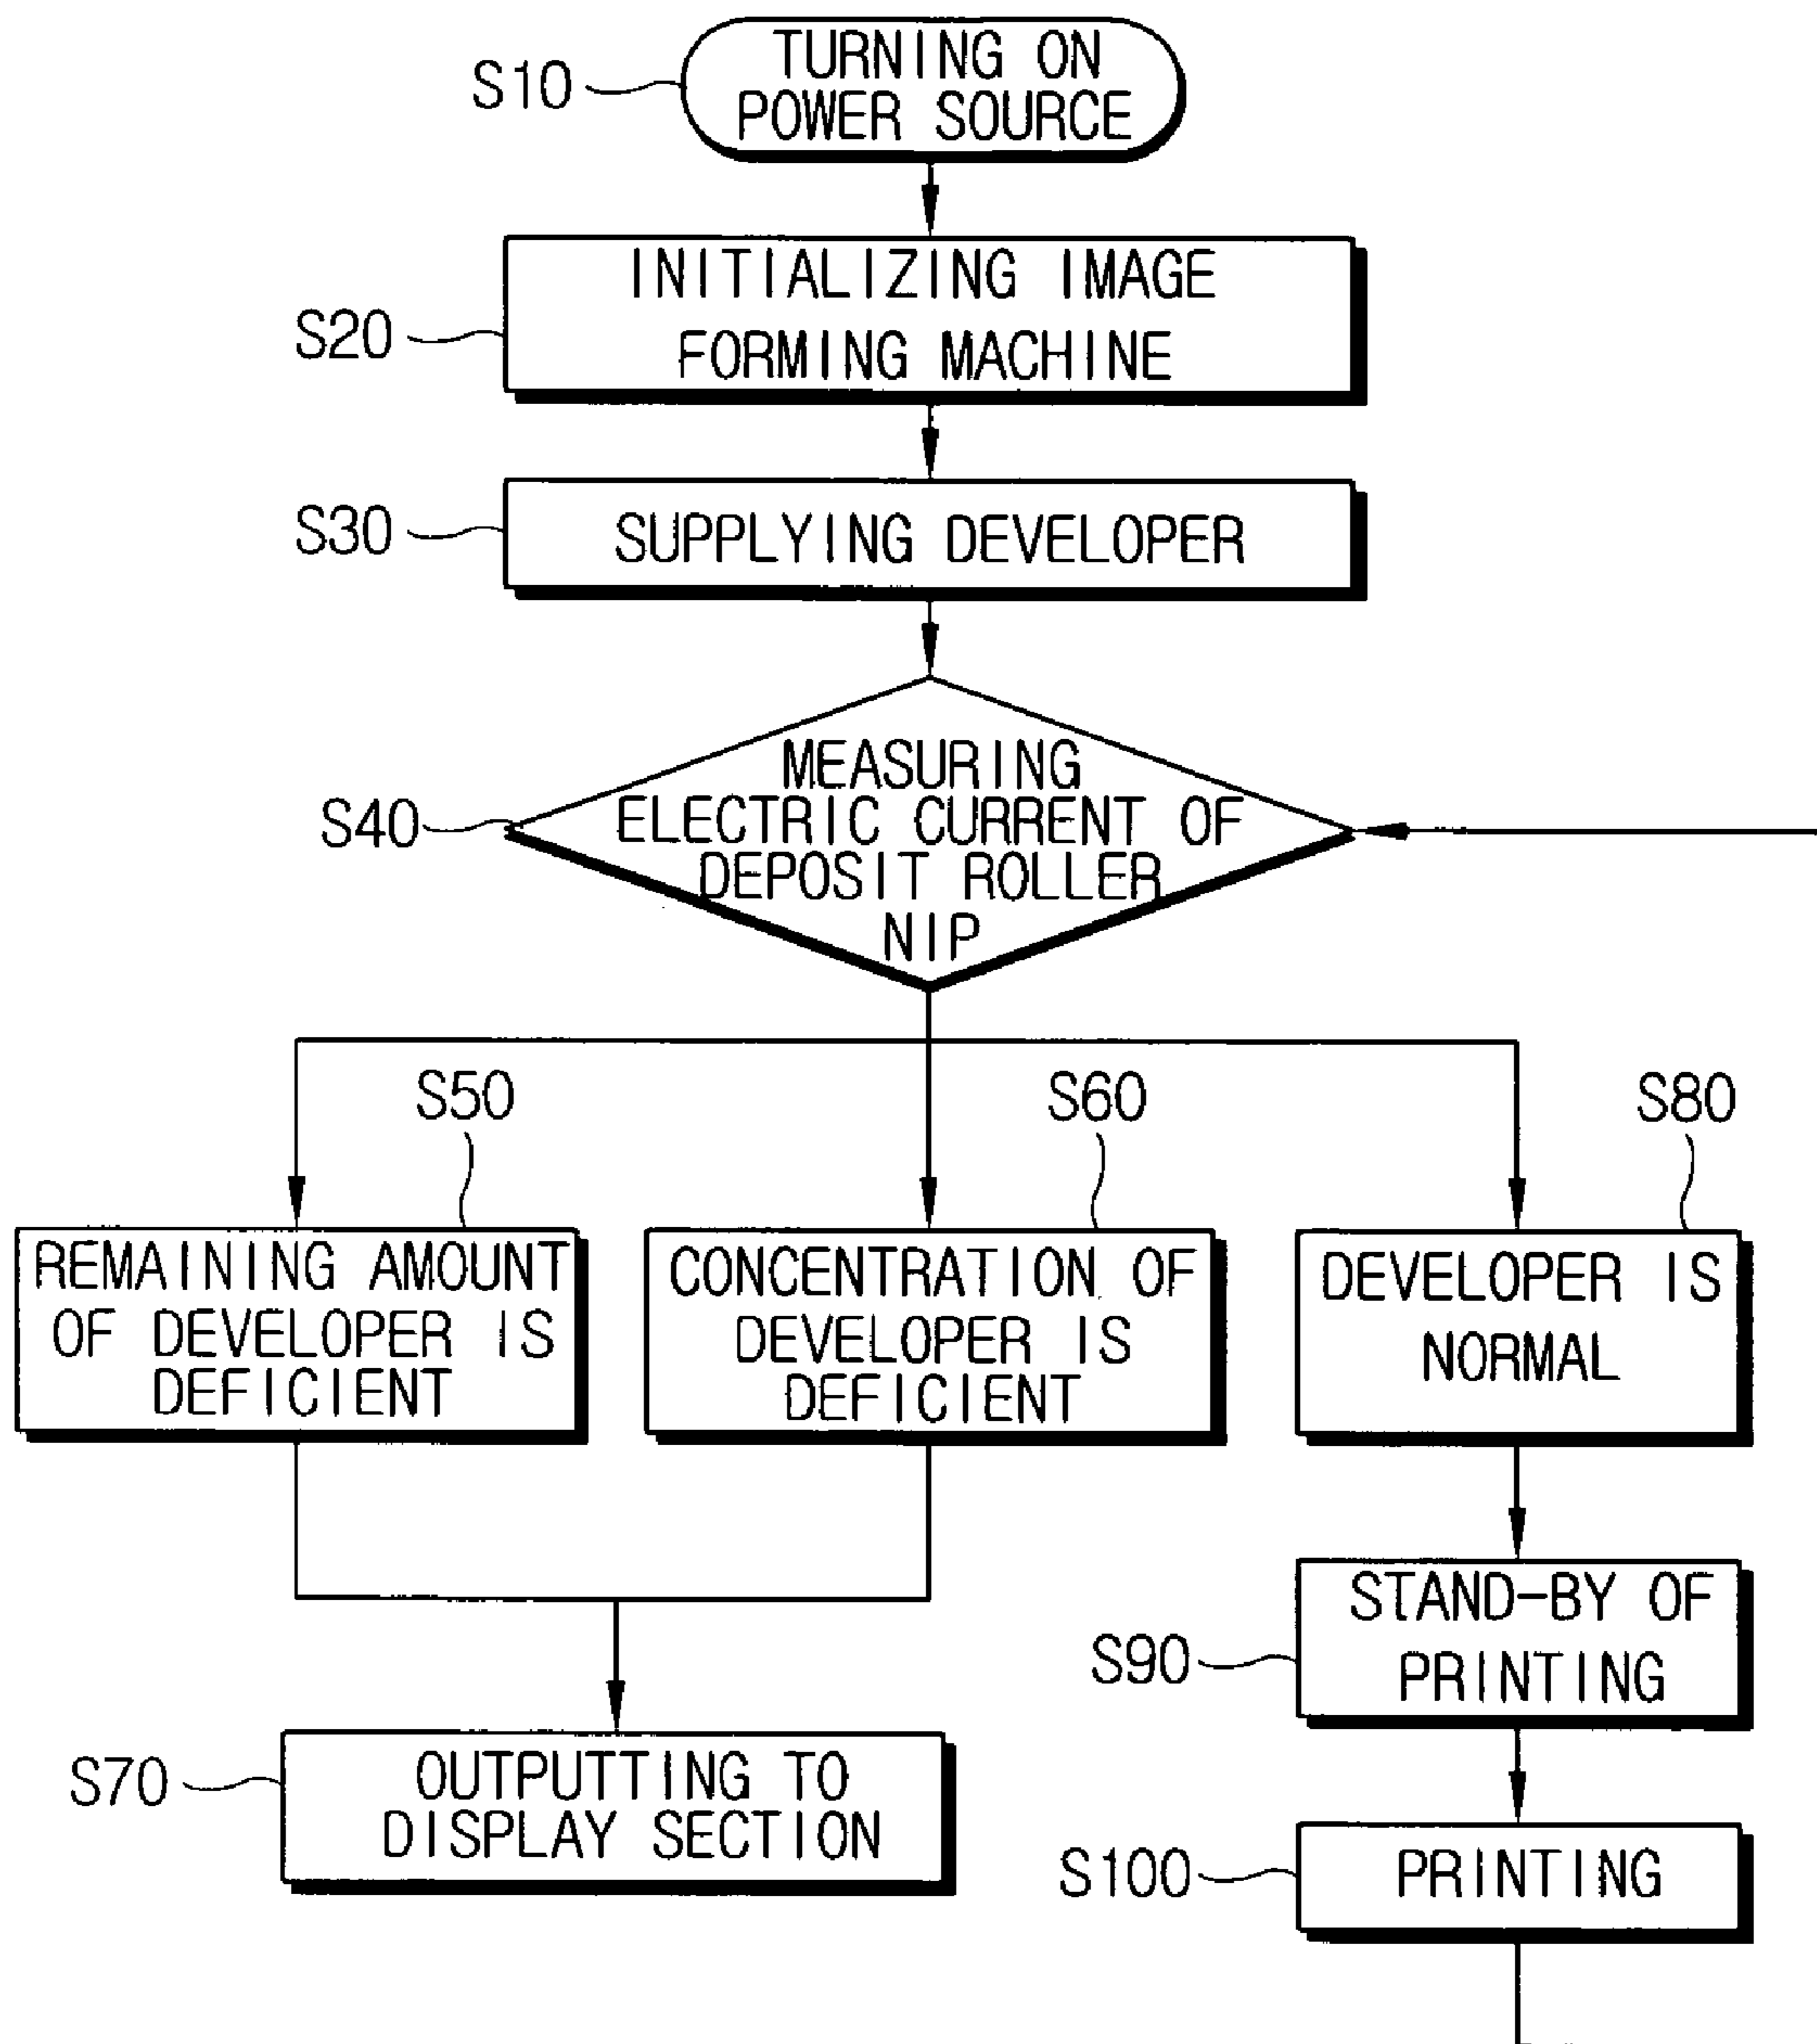 S10
TURNING ON
POWER SOURCE
S20
INITIALIZING IMAGE
FORMING MACHINE
S30
SUPPLYING DEVELOPER
S40
MEASURING
ELECTRIC CURRENT OF
DEPOSIT ROLLER
NIP
S50
REMAINING AMOUNT
OF DEVELOPER IS
DEFICIENT
S60
CONCENTRATION OF
DEVELOPER IS
DEFICIENT
S80
DEVELOPER IS
NORMAL
S90
STAND-BY OF
PRINTING
S70
OUTPUTTING TO
DISPLAY SECTION
S100
PRINTING